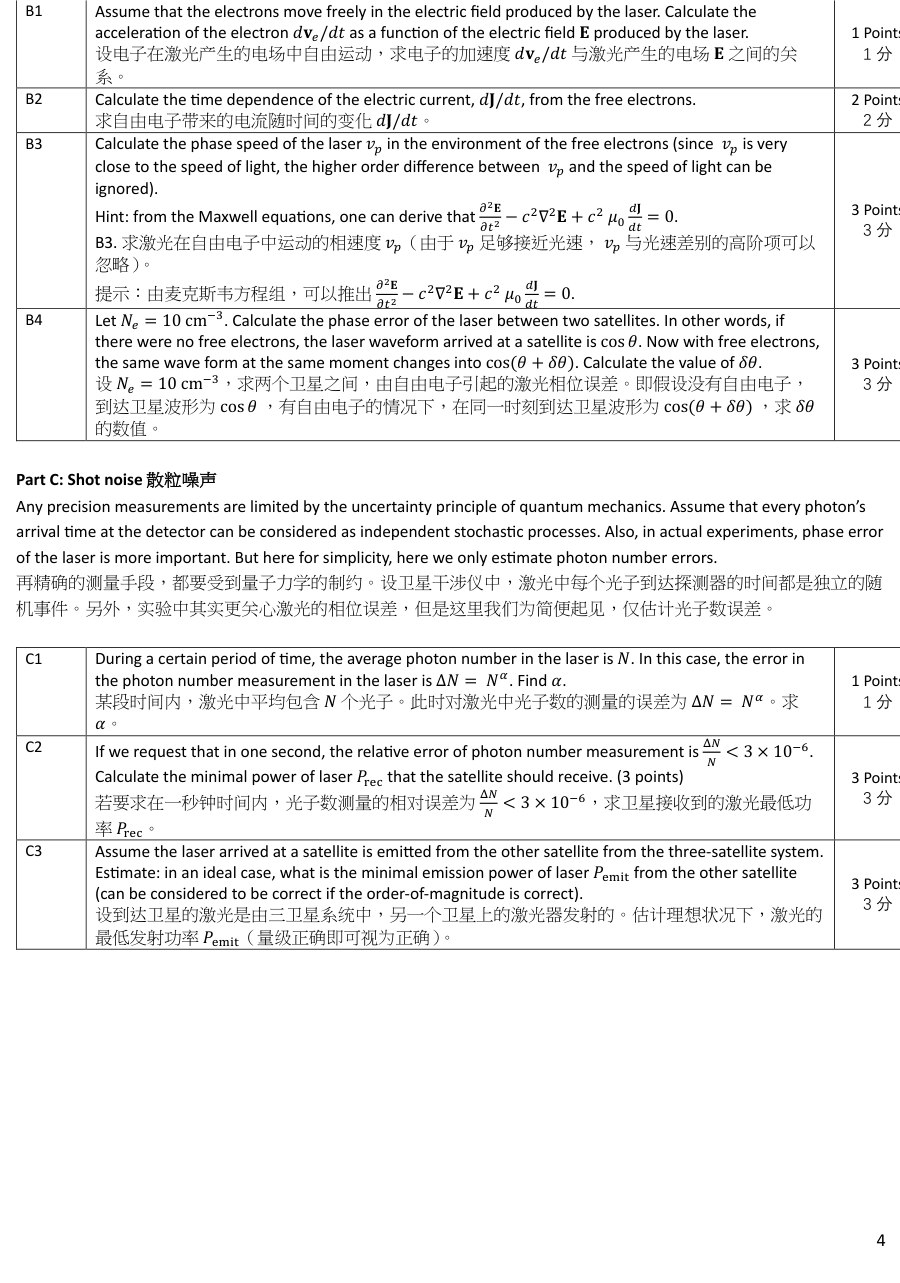 B1
Assume that the electrons move freely in the electric field produced by the laser. Calculate the
acceleration of the electron 𝑑𝐯ₑ/𝑑𝑡 as a function of the electric field 𝐄 produced by the laser.
设电子在激光产生的电场中自由运动，求电子的加速度 𝑑𝐯ₑ/𝑑𝑡 与激光产生的电场 𝐄 之间的关
系。
1 Points
1 分
B2
Calculate the time dependence of the electric current, 𝑑𝐉/𝑑𝑡, from the free electrons.
求自由电子带来的电流随时间的变化 𝑑𝐉/𝑑𝑡。
2 Points
2 分
B3
Calculate the phase speed of the laser 𝑣ₚ in the environment of the free electrons (since 𝑣ₚ is very
close to the speed of light, the higher order difference between 𝑣ₚ and the speed of light can be
ignored).
Hint: from the Maxwell equations, one can derive that ∂²𝐄/∂𝑡² − 𝑐²∇²𝐄 + 𝑐² 𝜇₀ 𝑑𝐉/𝑑𝑡 = 0.
B3. 求激光在自由电子中运动的相速度 𝑣ₚ（由于 𝑣ₚ 足够接近光速， 𝑣ₚ 与光速差别的高阶项可以
忽略）。
提示：由麦克斯韦方程组，可以推出 ∂²𝐄/∂𝑡² − 𝑐²∇²𝐄 + 𝑐² 𝜇₀ 𝑑𝐉/𝑑𝑡 = 0.
3 Points
3 分
B4
Let 𝑁ₑ = 10 cm⁻³. Calculate the phase error of the laser between two satellites. In other words, if
there were no free electrons, the laser waveform arrived at a satellite is cos 𝜃. Now with free electrons,
the same wave form at the same moment changes into cos(𝜃 + 𝛿𝜃). Calculate the value of 𝛿𝜃.
设 𝑁ₑ = 10 cm⁻³，求两个卫星之间，由自由电子引起的激光相位误差。即假设没有自由电子，
到达卫星波形为 cos 𝜃 ，有自由电子的情况下，在同一时刻到达卫星波形为 cos(𝜃 + 𝛿𝜃) ，求 𝛿𝜃
的数值。
3 Points
3 分
Part C: Shot noise 散粒噪声
Any precision measurements are limited by the uncertainty principle of quantum mechanics. Assume that every photon’s
arrival time at the detector can be considered as independent stochastic processes. Also, in actual experiments, phase error
of the laser is more important. But here for simplicity, here we only estimate photon number errors.
再精确的测量手段，都要受到量子力学的制约。设卫星干涉仪中，激光中每个光子到达探测器的时间都是独立的随
机事件。另外，实验中其实更关心激光的相位误差，但是这里我们为简便起见，仅估计光子数误差。
C1
During a certain period of time, the average photon number in the laser is 𝑁. In this case, the error in
the photon number measurement in the laser is Δ𝑁 = 𝑁^𝛼. Find 𝛼.
某段时间内，激光中平均包含 𝑁 个光子。此时对激光中光子数的测量的误差为 Δ𝑁 = 𝑁^𝛼。求
𝛼。
1 Points
1 分
C2
If we request that in one second, the relative error of photon number measurement is Δ𝑁/𝑁 < 3 × 10⁻⁶.
Calculate the minimal power of laser 𝑃rec that the satellite should receive. (3 points)
若要求在一秒钟时间内，光子数测量的相对误差为 Δ𝑁/𝑁 < 3 × 10⁻⁶，求卫星接收到的激光最低功
率 𝑃rec。
3 Points
3 分
C3
Assume the laser arrived at a satellite is emitted from the other satellite from the three-satellite system.
Estimate: in an ideal case, what is the minimal emission power of laser 𝑃emit from the other satellite
(can be considered to be correct if the order-of-magnitude is correct).
设到达卫星的激光是由三卫星系统中，另一个卫星上的激光器发射的。估计理想状况下，激光的
最低发射功率 𝑃emit（量级正确即可视为正确）。
3 Points
3 分
4